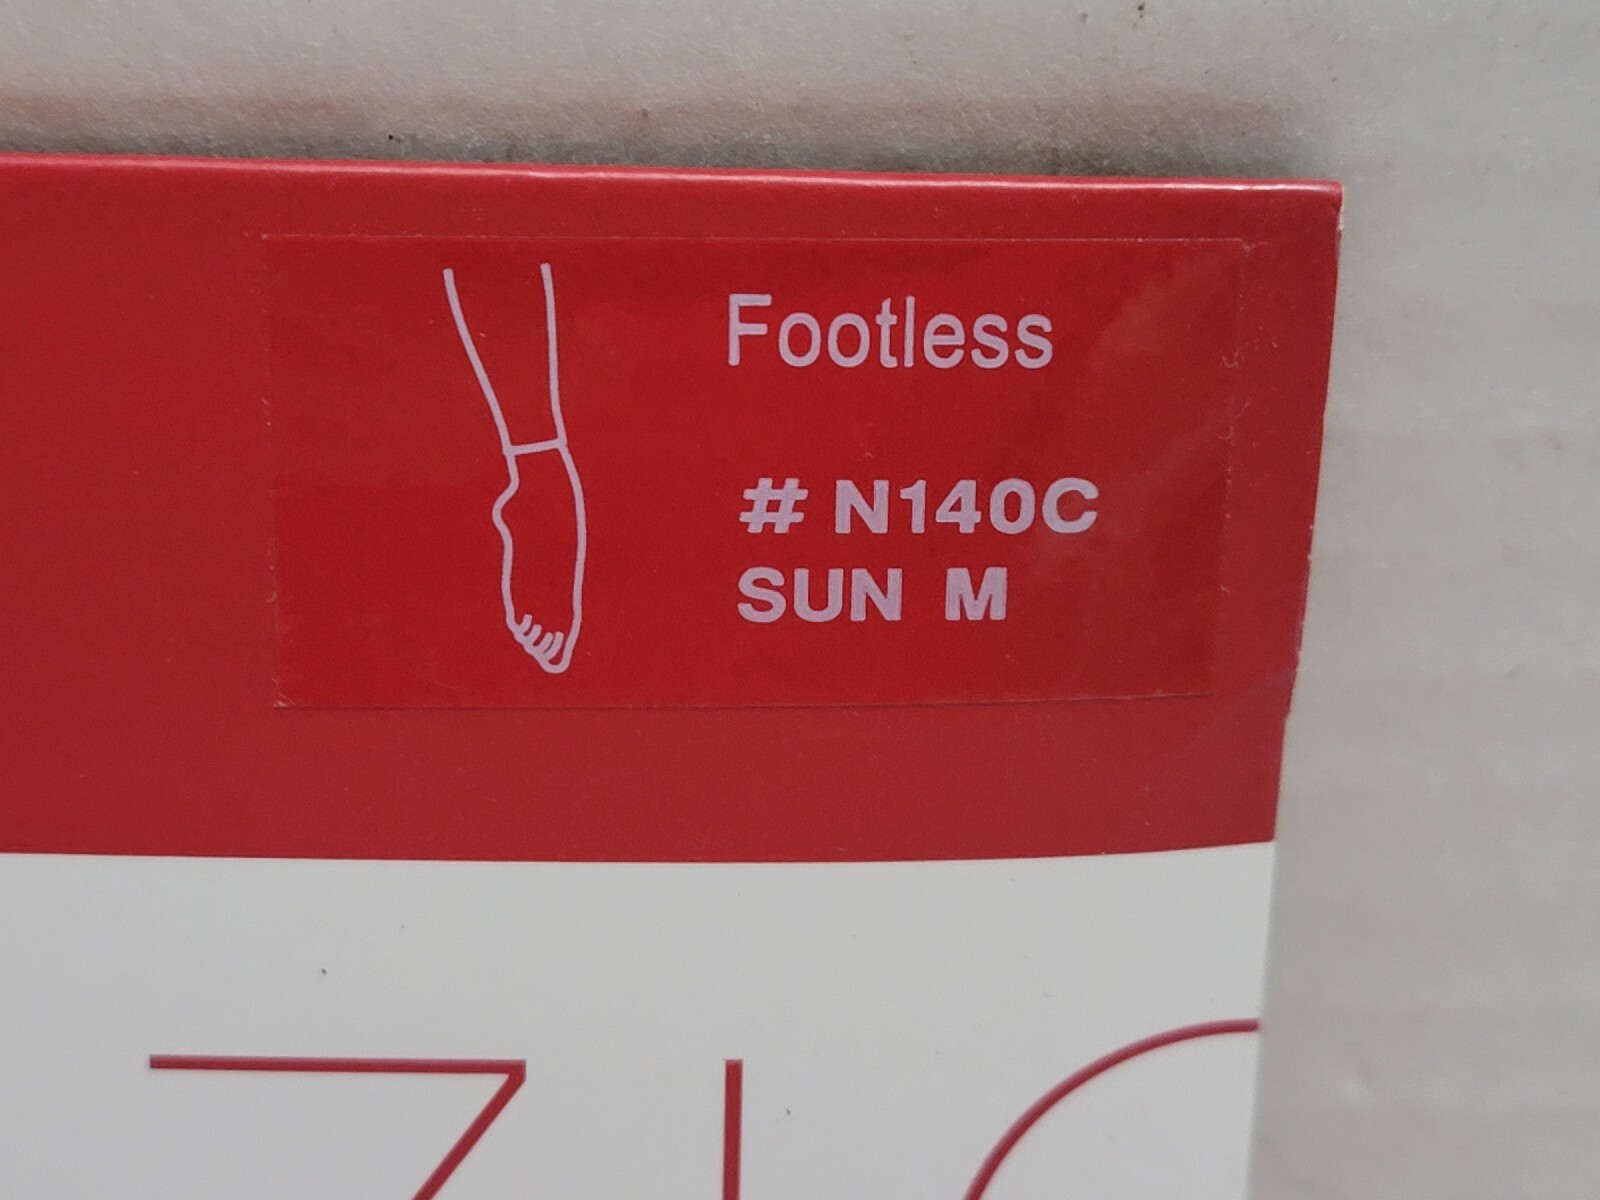 Footless
# N140C
SUN M